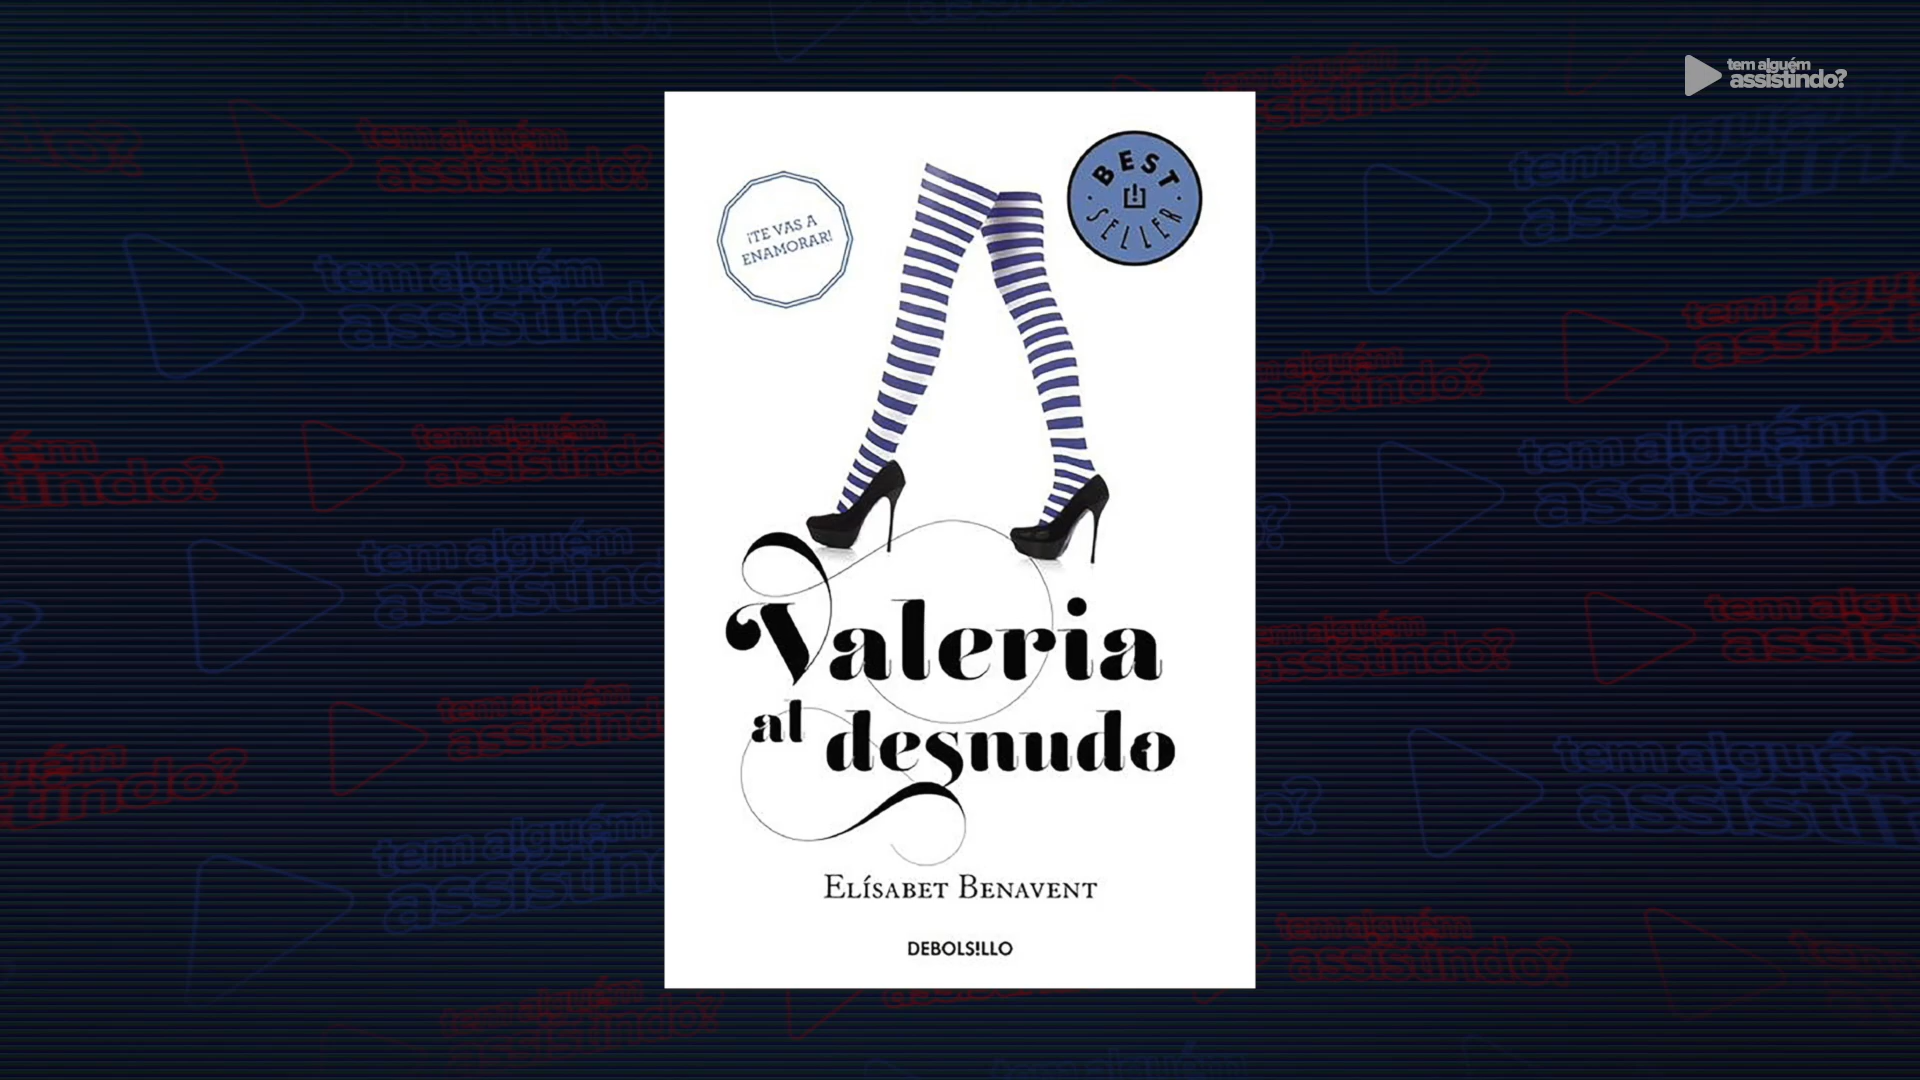 tem alguém
assistindo?
¡TE VAS A
ENAMORAR!
BEST
SELLER
Valeria
al desnudo
ELÍSABET BENAVENT
DEBOLS!LLO